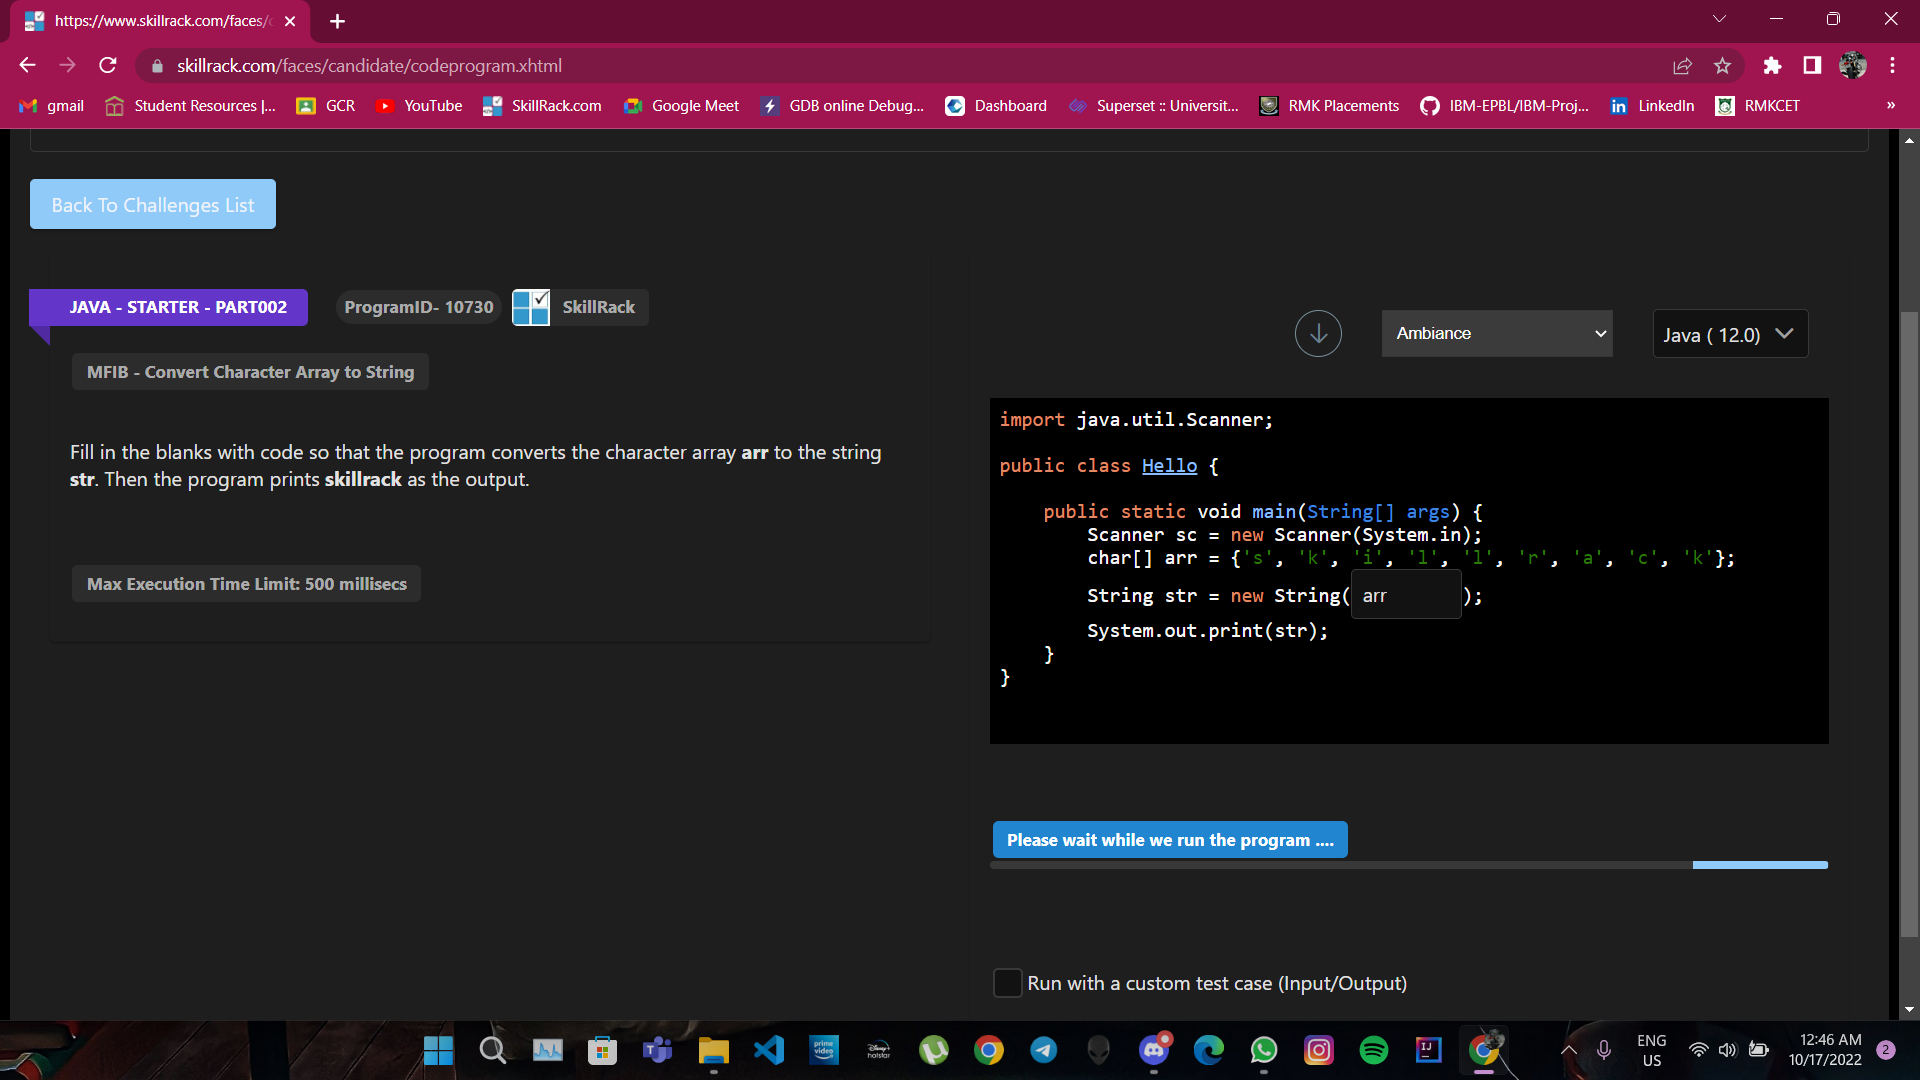 https://www.skillrack.com/faces/c
skillrack.com/faces/candidate/codeprogram.xhtml
gmail
Student Resources |...
GCR
YouTube
SkillRack.com
Google Meet
GDB online Debug...
Dashboard
Superset :: Universit...
RMK Placements
IBM-EPBL/IBM-Proj...
LinkedIn
RMKCET
»
Back To Challenges List
JAVA - STARTER - PART002
ProgramID- 10730
SkillRack
MFIB - Convert Character Array to String
Fill in the blanks with code so that the program converts the character array arr to the string
str. Then the program prints skillrack as the output.
Max Execution Time Limit: 500 millisecs
Ambiance
Java ( 12.0)
import java.util.Scanner;
public class Hello {
public static void main(String[] args) {
Scanner sc = new Scanner(System.in);
char[] arr = {'s', 'k', 'i', 'l', 'l', 'r', 'a', 'c', 'k'};
String str = new String( arr );
System.out.print(str);
}
}
Please wait while we run the program ....
Run with a custom test case (Input/Output)
prime video
Disney+ hotstar
IJ
ENG
US
12:46 AM
10/17/2022
2